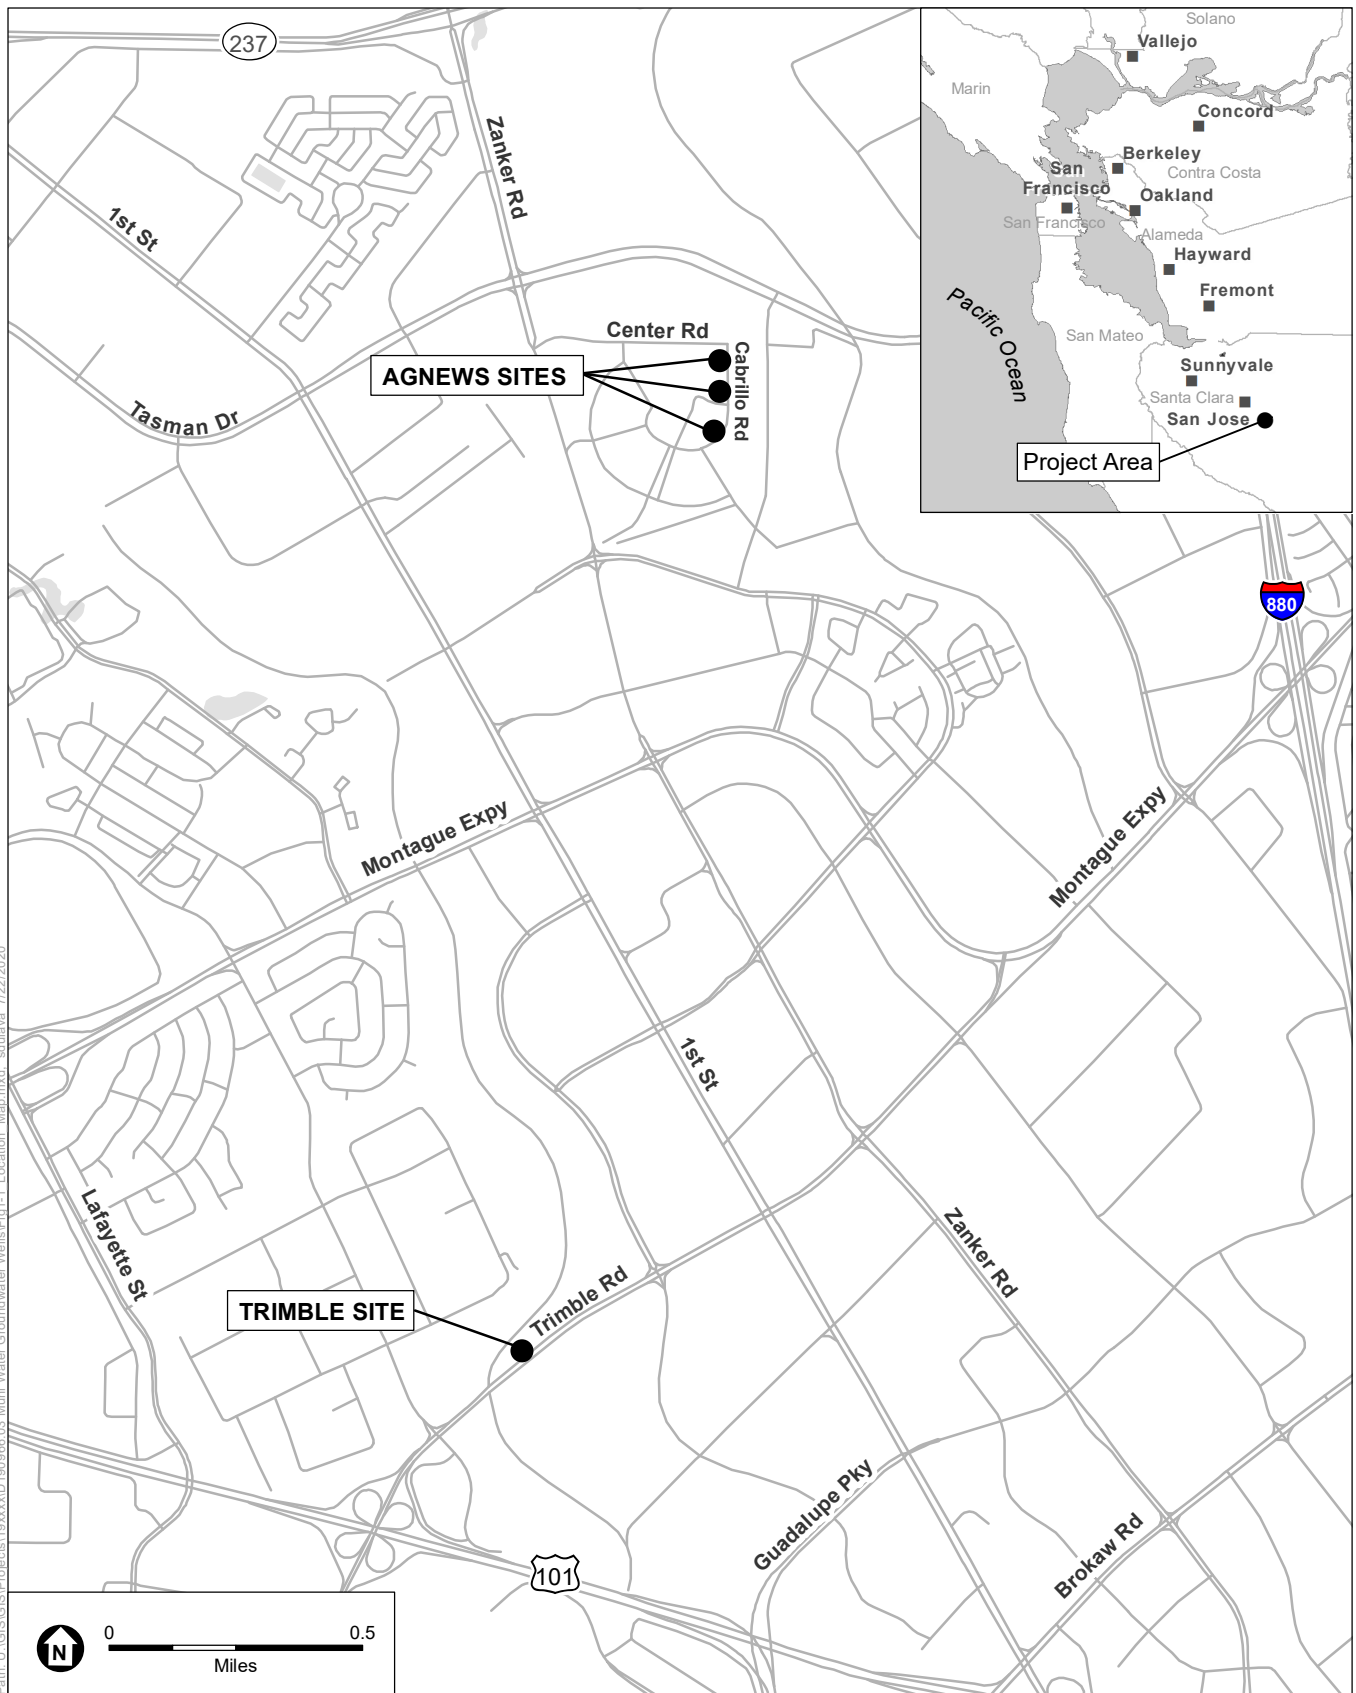 237
Zanker Rd
1st St
Center Rd
Cabrillo Rd
AGNEWS SITES
Tasman Dr
Solano
Vallejo
Marin
Concord
Berkeley
Contra Costa
San
Francisco
Oakland
San Francisco
Alameda
Hayward
Fremont
Pacific Ocean
San Mateo
Sunnyvale
Santa Clara
San Jose
Project Area
880
Montague Expy
Montague Expy
1st St
Lafayette St
Zanker Rd
Trimble Rd
TRIMBLE SITE
Guadalupe Pky
Brokaw Rd
101
N
0
0.5
Miles